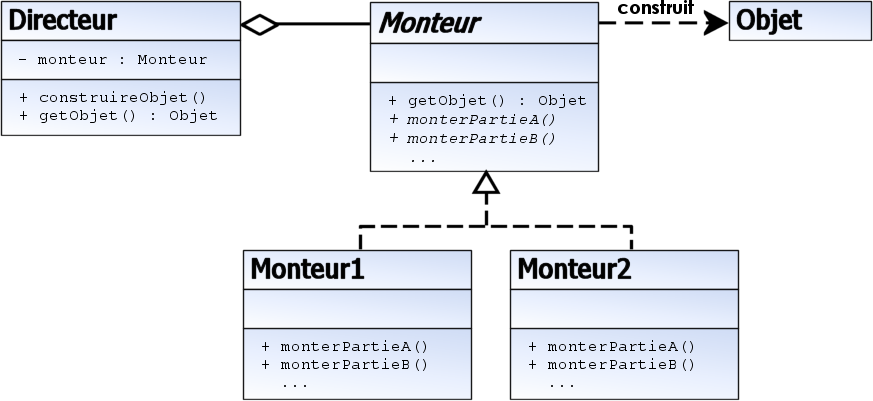 Directeur
- monteur : Monteur
+ construireObjet()
+ getObjet() : Objet
Monteur
+ getObjet() : Objet
+ monterPartieA()
+ monterPartieB()
...
construit
Objet
Monteur1
+ monterPartieA()
+ monterPartieB()
...
Monteur2
+ monterPartieA()
+ monterPartieB()
...